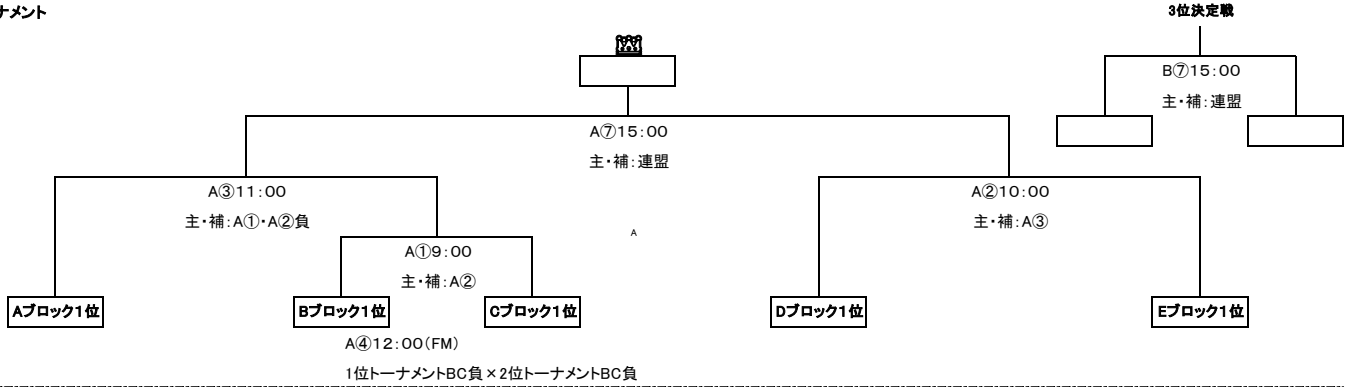 ナメント
3位決定戦
B⑦15:00
主・補:連盟
A⑦15:00
主・補:連盟
A③11:00
主・補:A①・A②負
A②10:00
主・補:A③
A
A①9:00
主・補:A②
Aブロック1位
Bブロック1位
Cブロック1位
Dブロック1位
Eブロック1位
A④12:00(FM)
1位トーナメントBC負×2位トーナメントBC負